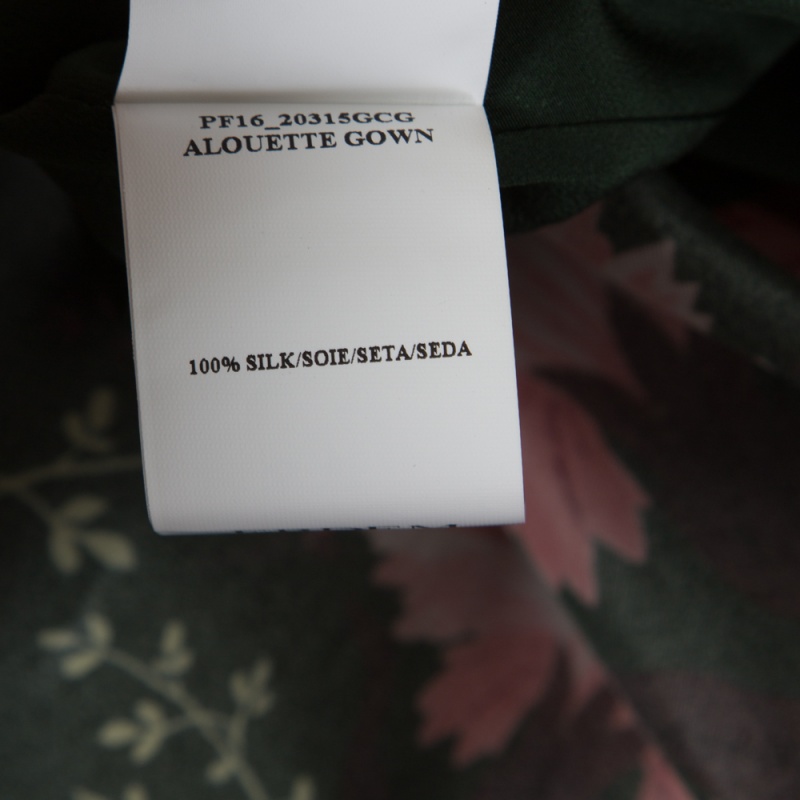 PF16_20315GCG
ALOUETTE GOWN
100% SILK/SOIE/SETA/SEDA